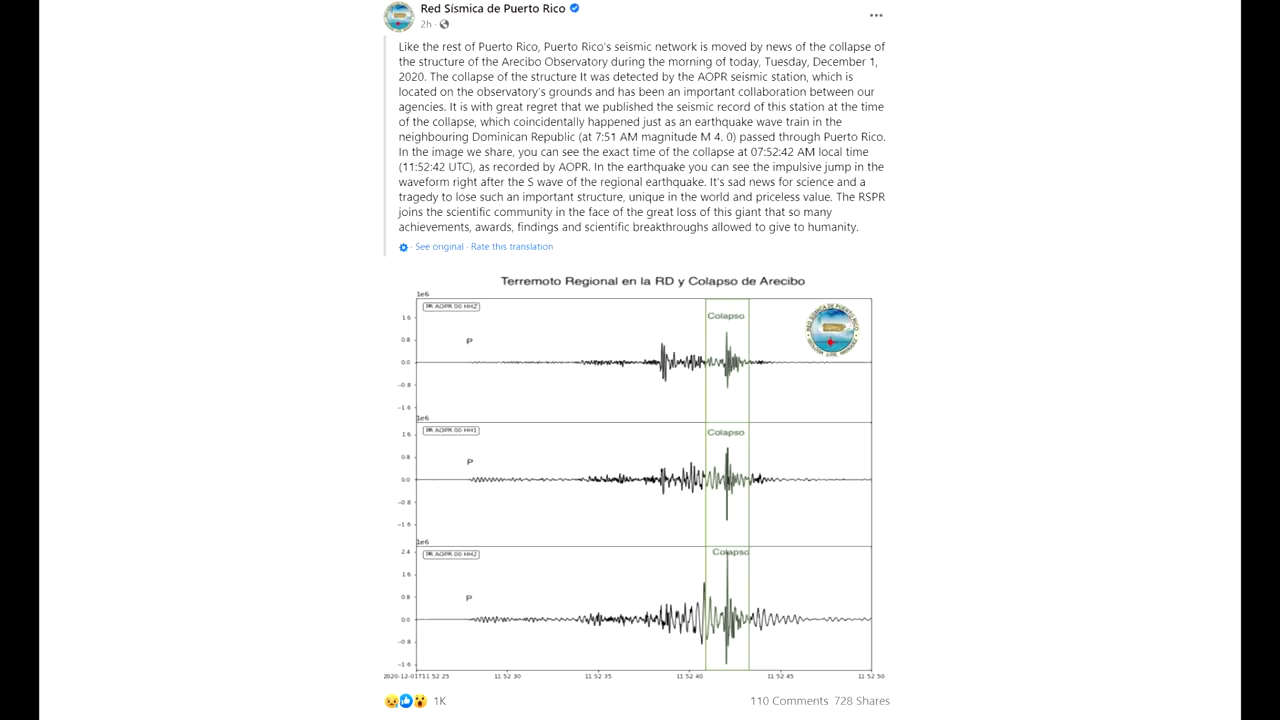 Red Sísmica de Puerto Rico
2h ·
Like the rest of Puerto Rico, Puerto Rico's seismic network is moved by news of the collapse of
the structure of the Arecibo Observatory during the morning of today, Tuesday, December 1,
2020. The collapse of the structure It was detected by the AOPR seismic station, which is
located on the observatory's grounds and has been an important collaboration between our
agencies. It is with great regret that we published the seismic record of this station at the time
of the collapse, which coincidentally happened just as an earthquake wave train in the
neighbouring Dominican Republic (at 7:51 AM magnitude M 4. 0) passed through Puerto Rico.
In the image we share, you can see the exact time of the collapse at 07:52:42 AM local time
(11:52:42 UTC), as recorded by AOPR. In the earthquake you can see the impulsive jump in the
waveform right after the S wave of the regional earthquake. It's sad news for science and a
tragedy to lose such an important structure, unique in the world and priceless value. The RSPR
joins the scientific community in the face of the great loss of this giant that so many
achievements, awards, findings and scientific breakthroughs allowed to give to humanity.
· See original · Rate this translation
Terremoto Regional en la RD y Colapso de Arecibo
1e6
PR AOPR 00 HHZ
Colapso
RED SÍSMICA DE PUERTO RICO
1 6
P
0.8
0.0
−0.8
−1 6
1e6
PR AOPR 00 HH1
Colapso
1 6
P
0.8
0.0
−0.8
−1 6
1e6
2.4
PR AOPR 00 HH2
Colapso
1 6
P
0.8
0.0
−0.8
−1 6
2020-12-01T11 52 25 11 52 30 11 52 35 11 52 40 11 52 45 11 52 50
1K 110 Comments 728 Shares